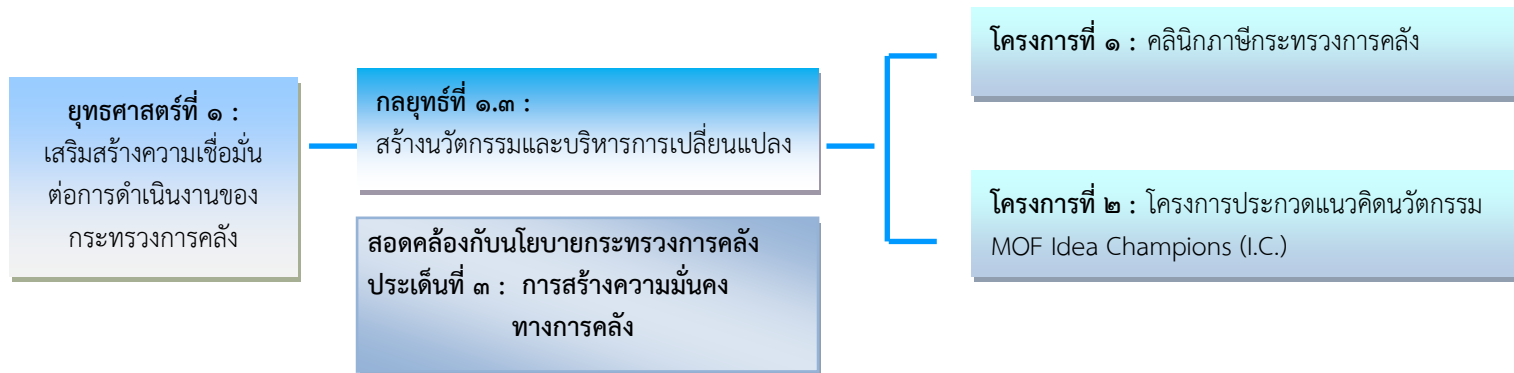 ยุทธศาสตร์ที่ ๑ :
เสริมสร้างความเชื่อมั่น
ต่อการดำเนินงานของ
กระทรวงการคลัง
กลยุทธ์ที่ ๑.๓ :
สร้างนวัตกรรมและบริหารการเปลี่ยนแปลง
สอดคล้องกับนโยบายกระทรวงการคลัง
ประเด็นที่ ๓ : การสร้างความมั่นคง
ทางการคลัง
โครงการที่ ๑ : คลินิกภาษีกระทรวงการคลัง
โครงการที่ ๒ : โครงการประกวดแนวคิดนวัตกรรม
MOF Idea Champions (I.C.)